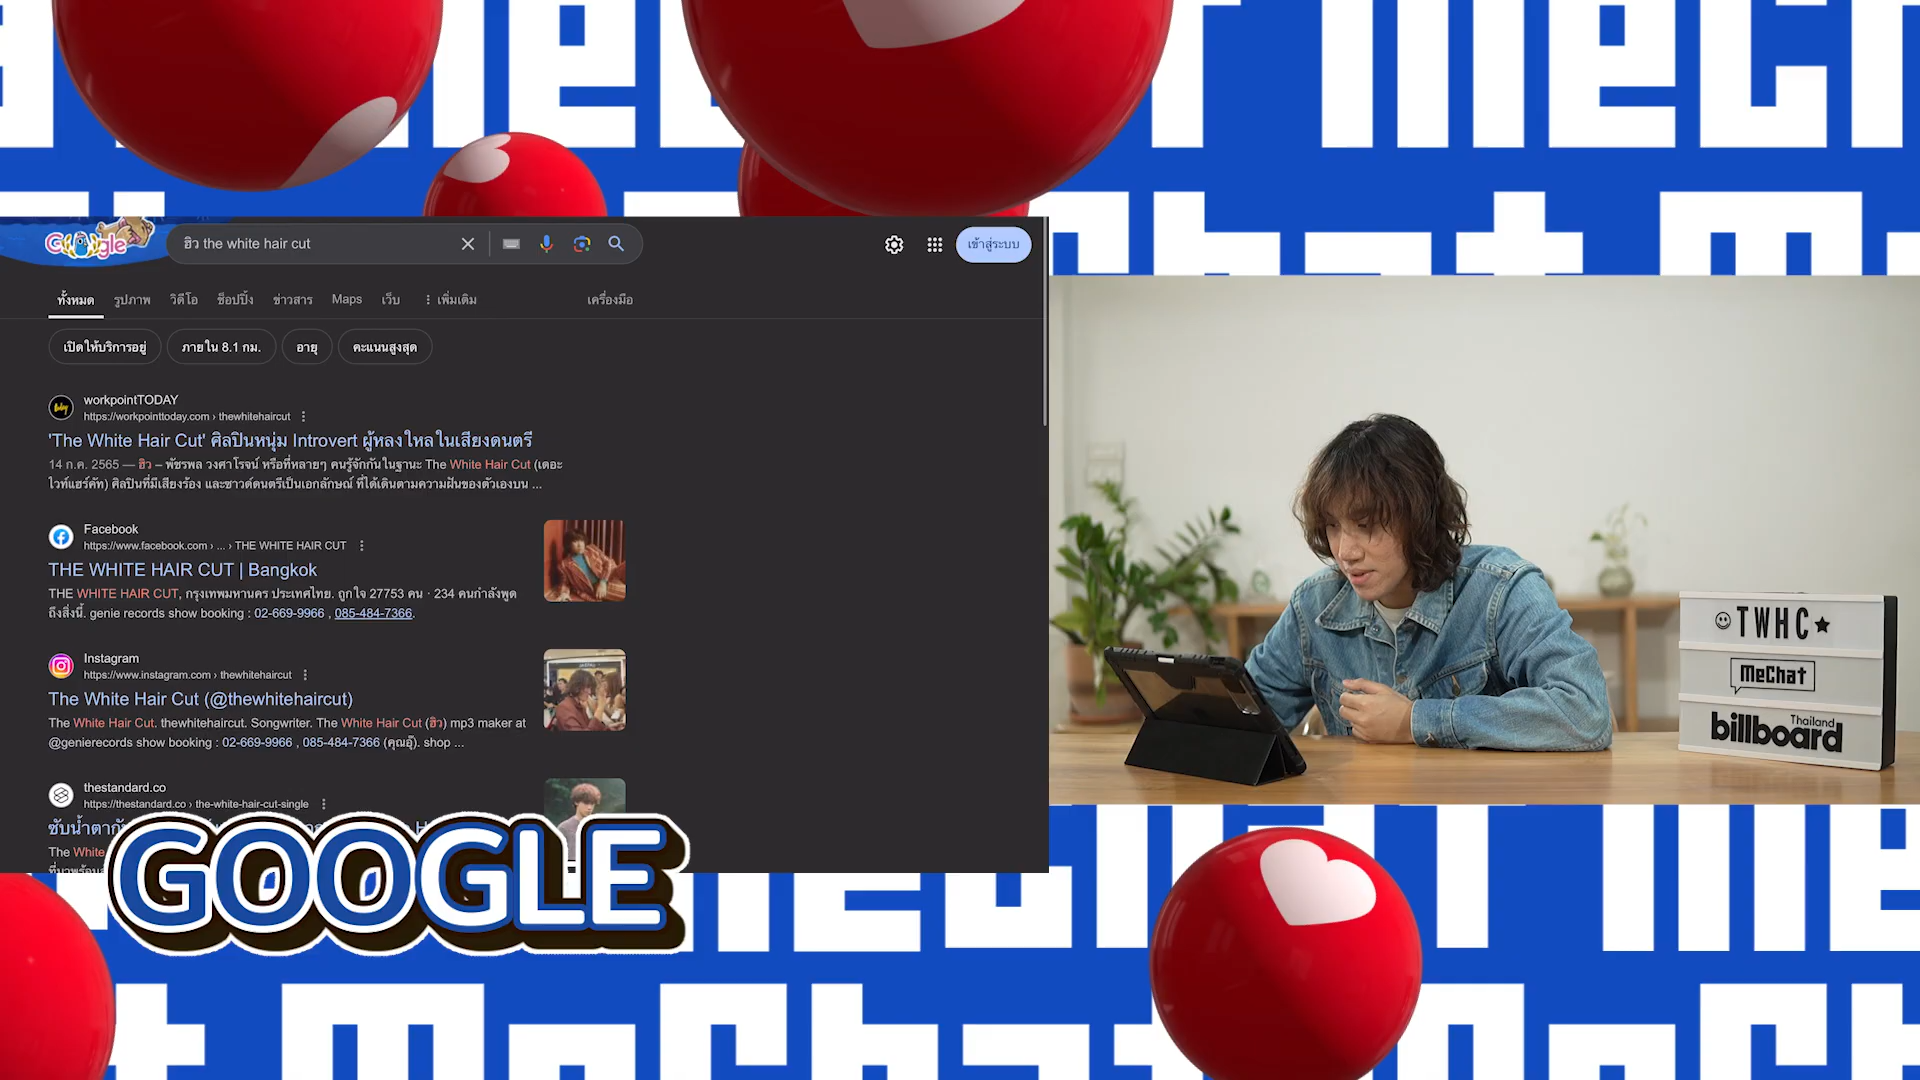 Google
ฮิว the white hair cut
เข้าสู่ระบบ
ทั้งหมด รูปภาพ วิดีโอ ช็อปปิ้ง ข่าวสาร Maps เว็บ เพิ่มเติม เครื่องมือ
เปิดให้บริการอยู่ ภายใน 8.1 กม. อายุ คะแนนสูงสุด
workpointTODAY
https://workpointtoday.com › thewhitehaircut
'The White Hair Cut' ศิลปินหนุ่ม Introvert ผู้หลงใหลในเสียงดนตรี
14 ก.ค. 2565 — ฮิว – พัชรพล วงศาโรจน์ หรือที่หลายๆ คนรู้จักกันในฐานะ The White Hair Cut (เดอะ
ไวท์แฮร์คัท) ศิลปินที่มีเสียงร้อง และซาวด์ดนตรีเป็นเอกลักษณ์ ที่ได้เดินตามความฝันของตัวเองบน ...
Facebook
https://www.facebook.com › ... › THE WHITE HAIR CUT
THE WHITE HAIR CUT | Bangkok
THE WHITE HAIR CUT, กรุงเทพมหานคร ประเทศไทย. ถูกใจ 27753 คน · 234 คนกำลังพูด
ถึงสิ่งนี้. genie records show booking : 02-669-9966 , 085-484-7366.
Instagram
https://www.instagram.com › thewhitehaircut
The White Hair Cut (@thewhitehaircut)
The White Hair Cut. thewhitehaircut. Songwriter. The White Hair Cut (ฮิว) mp3 maker at
@genierecords show booking : 02-669-9966 , 085-484-7366 (คุณอุ๊). shop ...
thestandard.co
https://thestandard.co › the-white-hair-cut-single
ซับน้ำตา
The White
GOOGLE
TWHC
MeChat
Thailand
billboard
MeChat